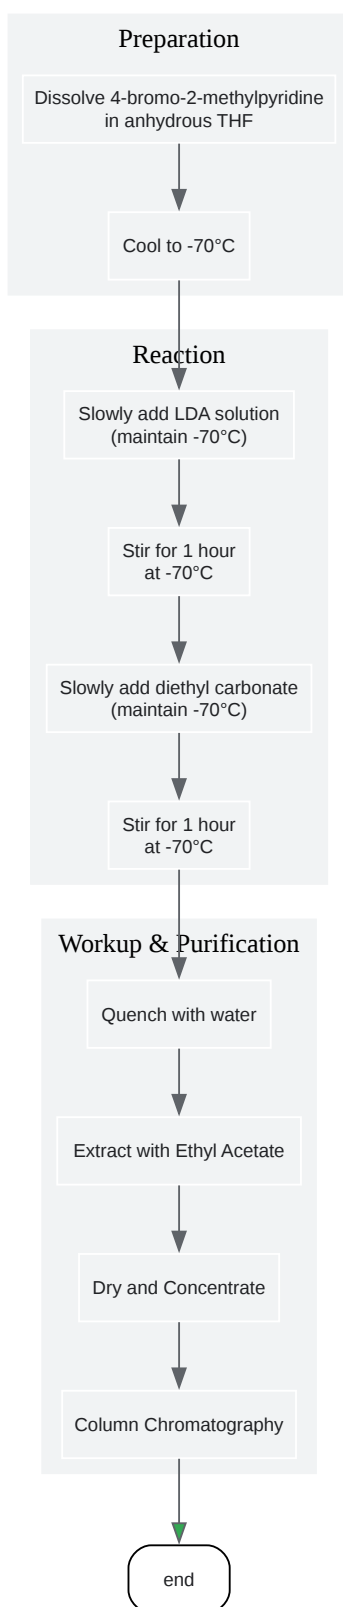 Preparation
Dissolve 4-bromo-2-methylpyridine
in anhydrous THF
Cool to -70°C
Reaction
Slowly add LDA solution
(maintain -70°C)
Stir for 1 hour
at -70°C
Slowly add diethyl carbonate
(maintain -70°C)
Stir for 1 hour
at -70°C
Workup & Purification
Quench with water
Extract with Ethyl Acetate
Dry and Concentrate
Column Chromatography
end